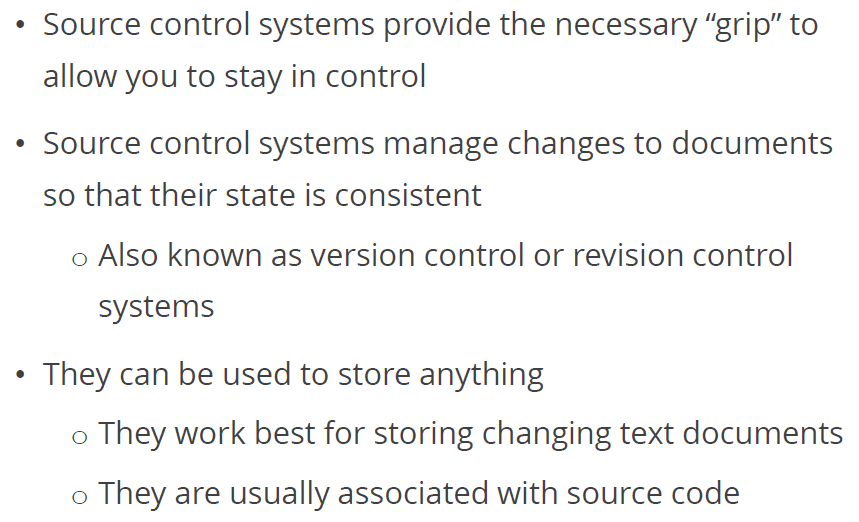 • Source control systems provide the necessary “grip” to
allow you to stay in control
• Source control systems manage changes to documents
so that their state is consistent
o Also known as version control or revision control
systems
• They can be used to store anything
o They work best for storing changing text documents
o They are usually associated with source code